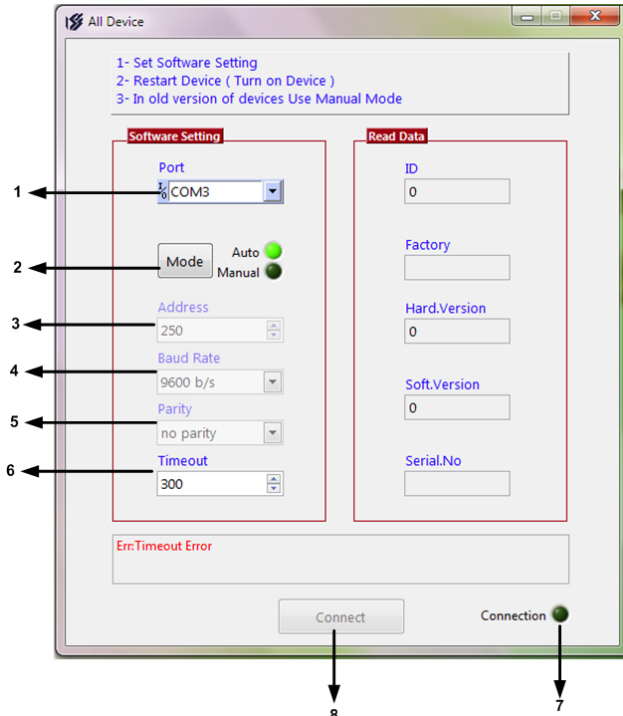 All Device
1- Set Software Setting
2- Restart Device ( Turn on Device )
3- In old version of devices Use Manual Mode
Software Setting
Port
1
I/O COM3
Mode
Auto
Manual
2
Address
3
250
Baud Rate
4
9600 b/s
Parity
5
no parity
Timeout
6
300
Read Data
ID
0
Factory
Hard.Version
0
Soft.Version
0
Serial.No
Err:Timeout Error
Connect
Connection
8
7